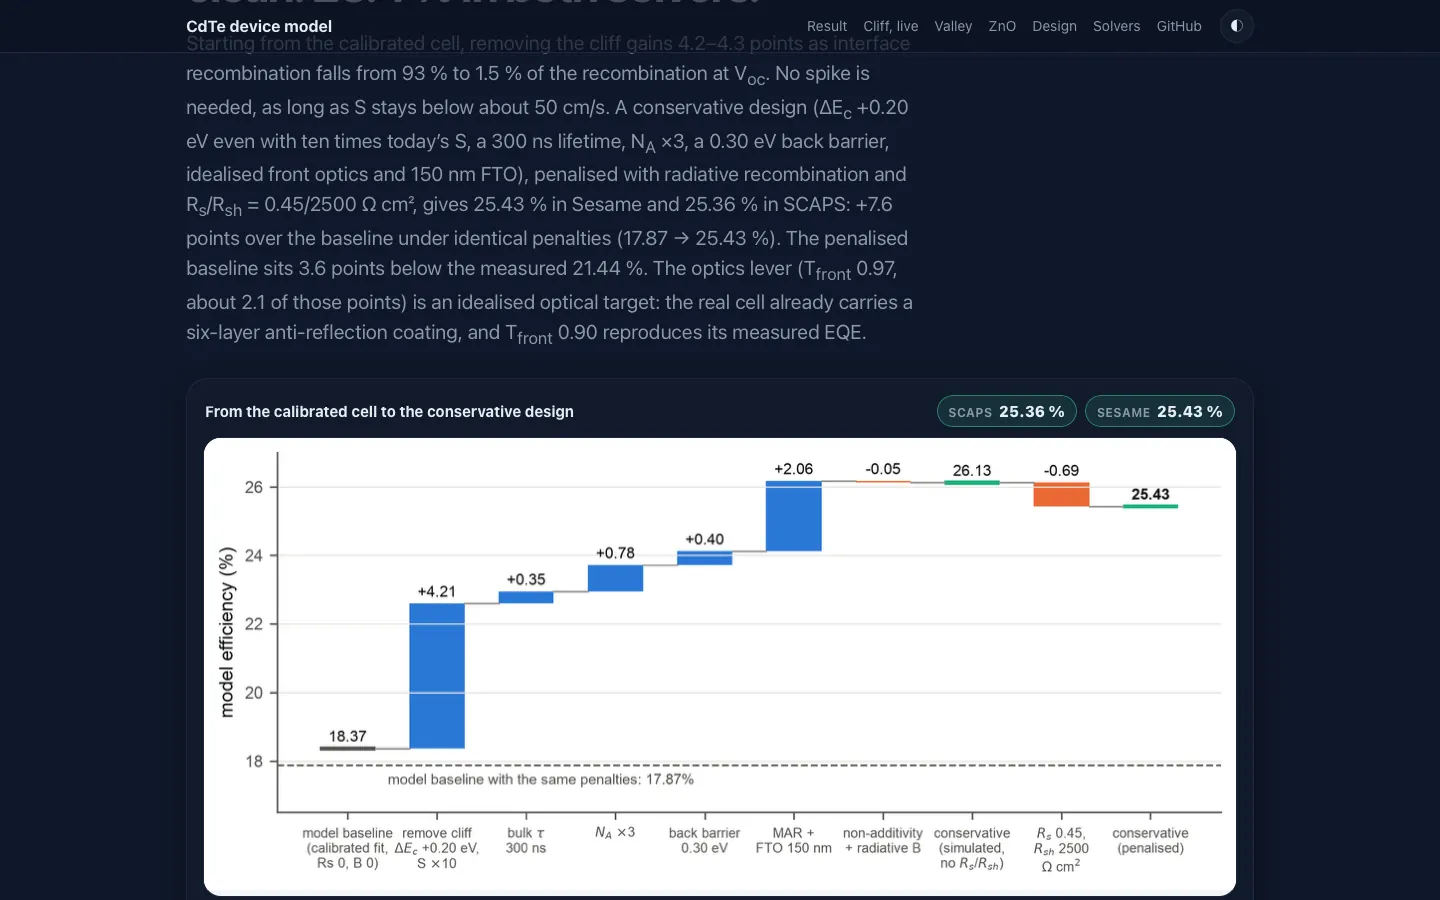 CdTe device model
Result Cliff, live Valley ZnO Design Solvers GitHub
Starting from the calibrated cell, removing the cliff gains 4.2–4.3 points as interface
recombination falls from 93 % to 1.5 % of the recombination at Voc. No spike is
needed, as long as S stays below about 50 cm/s. A conservative design (ΔEc +0.20
eV even with ten times today’s S, a 300 ns lifetime, NA ×3, a 0.30 eV back barrier,
idealised front optics and 150 nm FTO), penalised with radiative recombination and
Rs/Rsh = 0.45/2500 Ω cm², gives 25.43 % in Sesame and 25.36 % in SCAPS: +7.6
points over the baseline under identical penalties (17.87 → 25.43 %). The penalised
baseline sits 3.6 points below the measured 21.44 %. The optics lever (Tfront 0.97,
about 2.1 of those points) is an idealised optical target: the real cell already carries a
six-layer anti-reflection coating, and Tfront 0.90 reproduces its measured EQE.
From the calibrated cell to the conservative design
SCAPS 25.36 %
SESAME 25.43 %
model efficiency (%)
26
24
22
20
18
18.37
+4.21
+0.35
+0.78
+0.40
+2.06
-0.05
26.13
-0.69
25.43
model baseline with the same penalties: 17.87%
model baseline
(calibrated fit,
Rs 0, B 0)
remove cliff
ΔEc +0.20 eV,
S ×10
bulk τ
300 ns
NA ×3
back barrier
0.30 eV
MAR +
FTO 150 nm
non-additivity
+ radiative B
conservative
(simulated,
no Rs/Rsh)
Rs 0.45,
Rsh 2500
Ω cm²
conservative
(penalised)